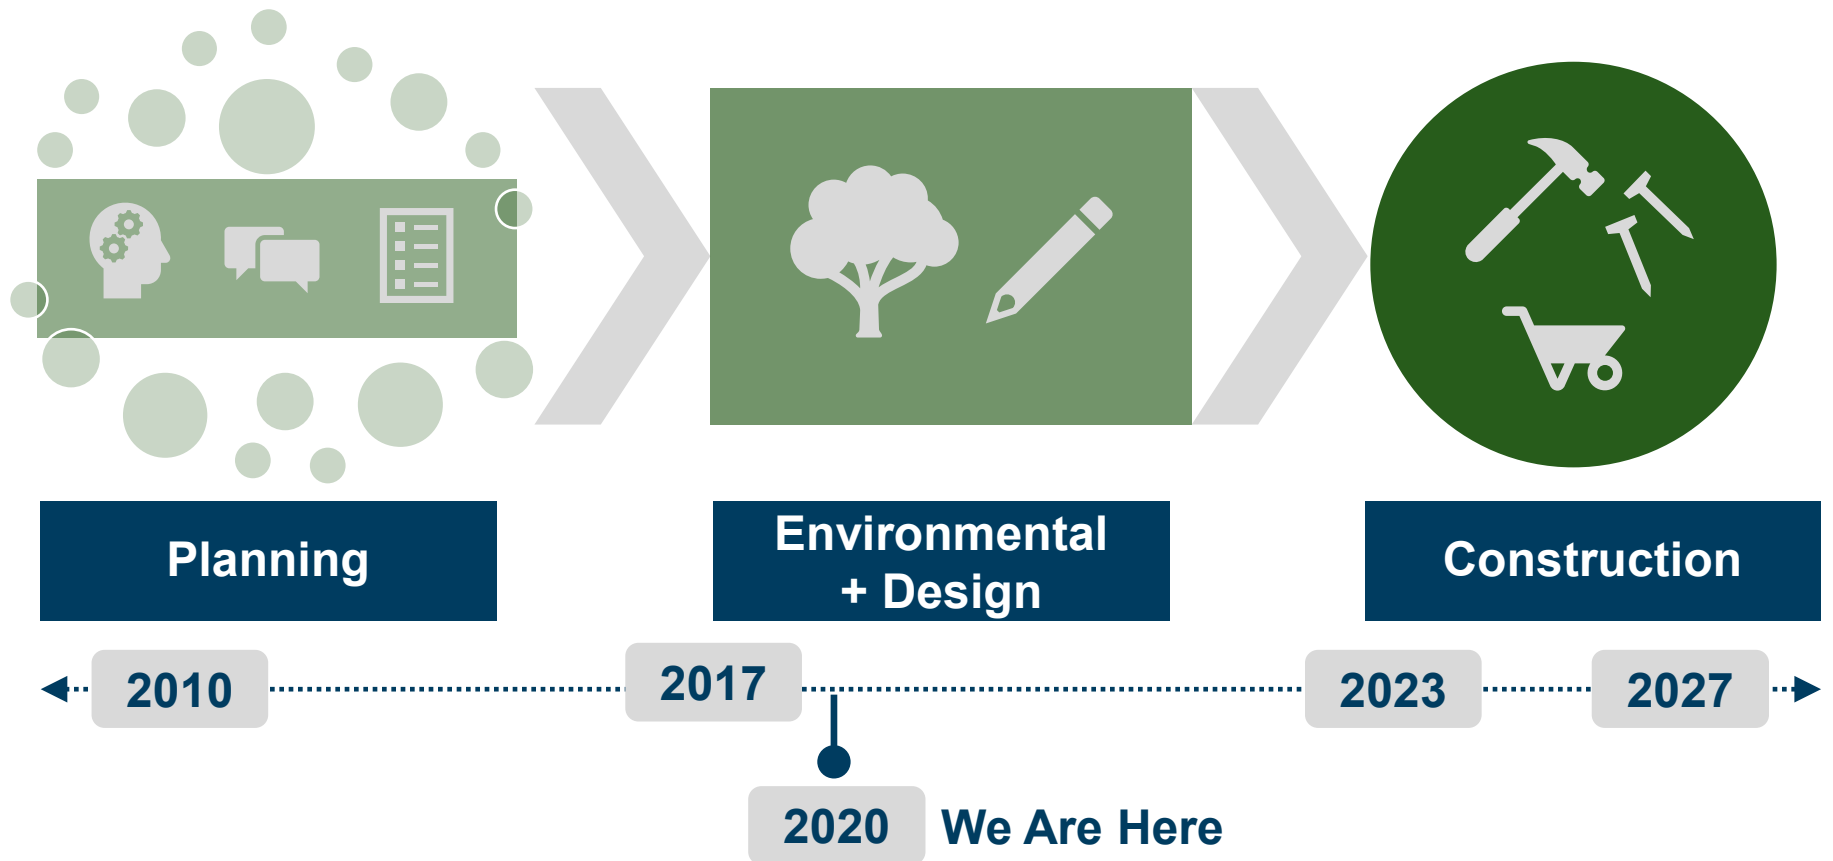 Planning
Environmental
+ Design
Construction
2010
2017
2023
2027
2020 We Are Here